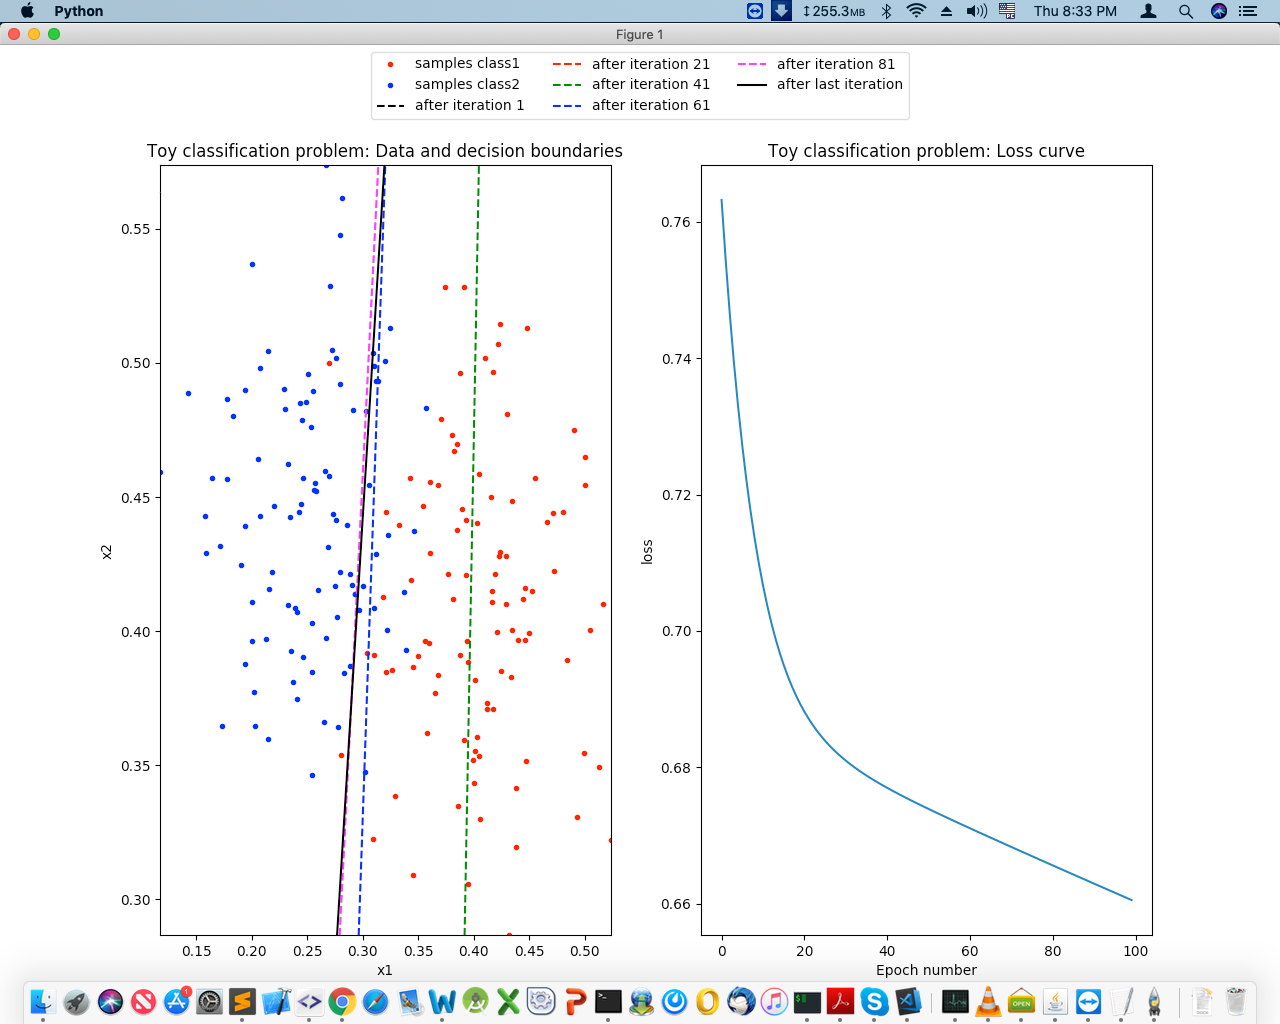 Python
255.3MB
Thu 8:33 PM
Figure 1
samples class1
samples class2
after iteration 1
after iteration 21
after iteration 41
after iteration 61
after iteration 81
after last iteration
Toy classification problem: Data and decision boundaries
0.55
0.50
0.45
0.40
0.35
0.30
x2
0.15 0.20 0.25 0.30 0.35 0.40 0.45 0.50
x1
Toy classification problem: Loss curve
0.76
0.74
0.72
0.70
0.68
0.66
loss
0 20 40 60 80 100
Epoch number
1
OPEN